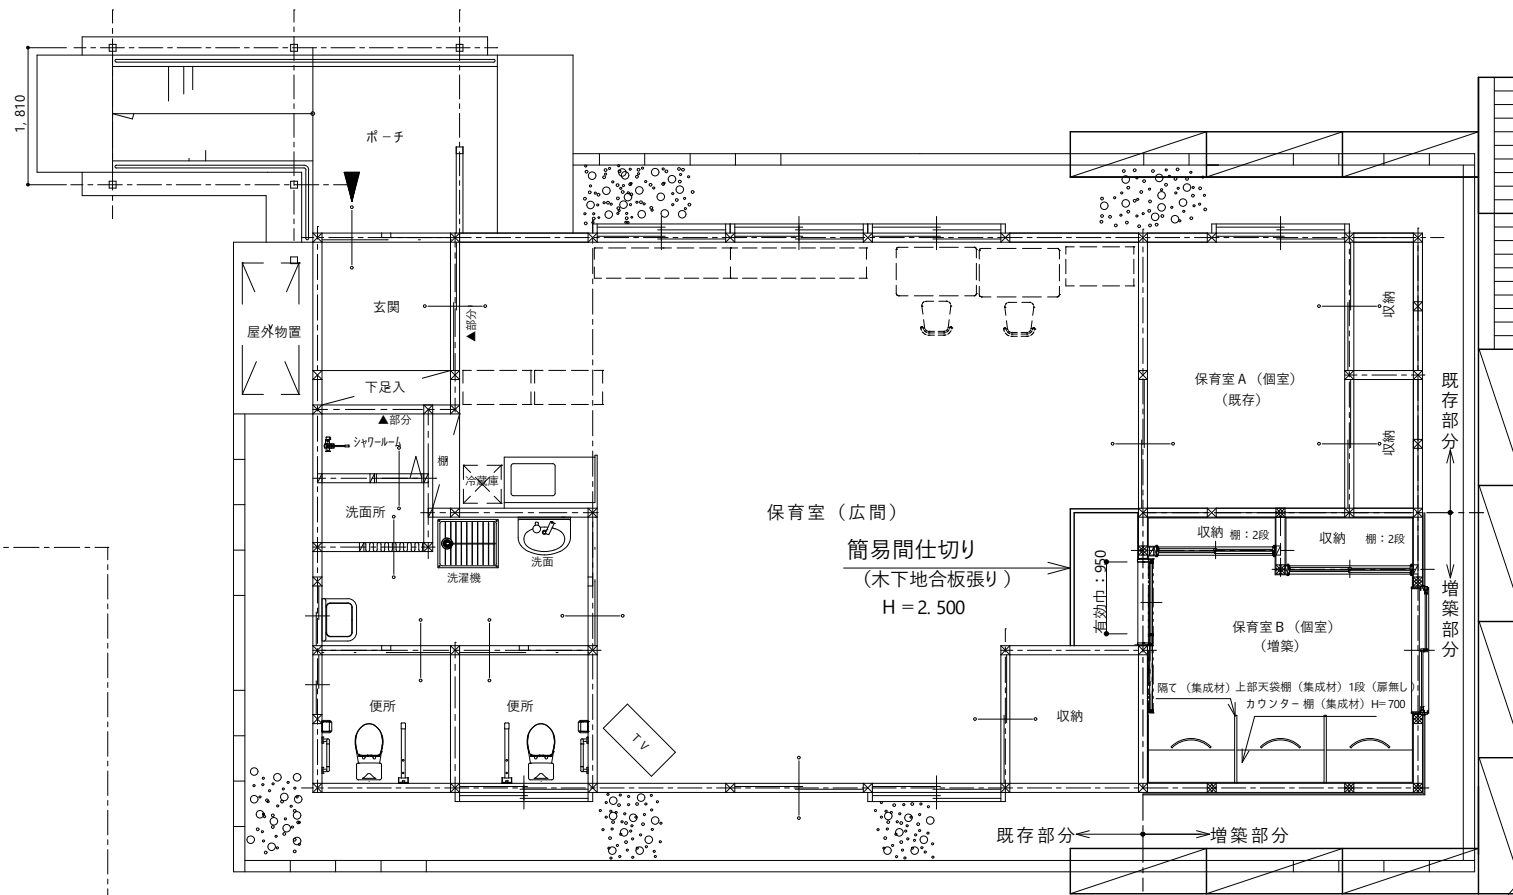 1,810
ポーチ
玄関
▲部分
屋外物置
下足入
▲部分
シャワールーム
棚
冷蔵庫
洗面所
洗濯機
洗面
便所
便所
TV
保育室（広間）
簡易間仕切り
（木下地合板張り）
H＝2.500
有効巾：950
収納
保育室A（個室）
（既存）
収納
収納
既存部分
増築部分
収納 棚：2段
収納 棚：2段
保育室B（個室）
（増築）
隔て（集成材）
上部天袋棚（集成材）1段（扉無し）
カウンター棚（集成材）H=700
既存部分
増築部分